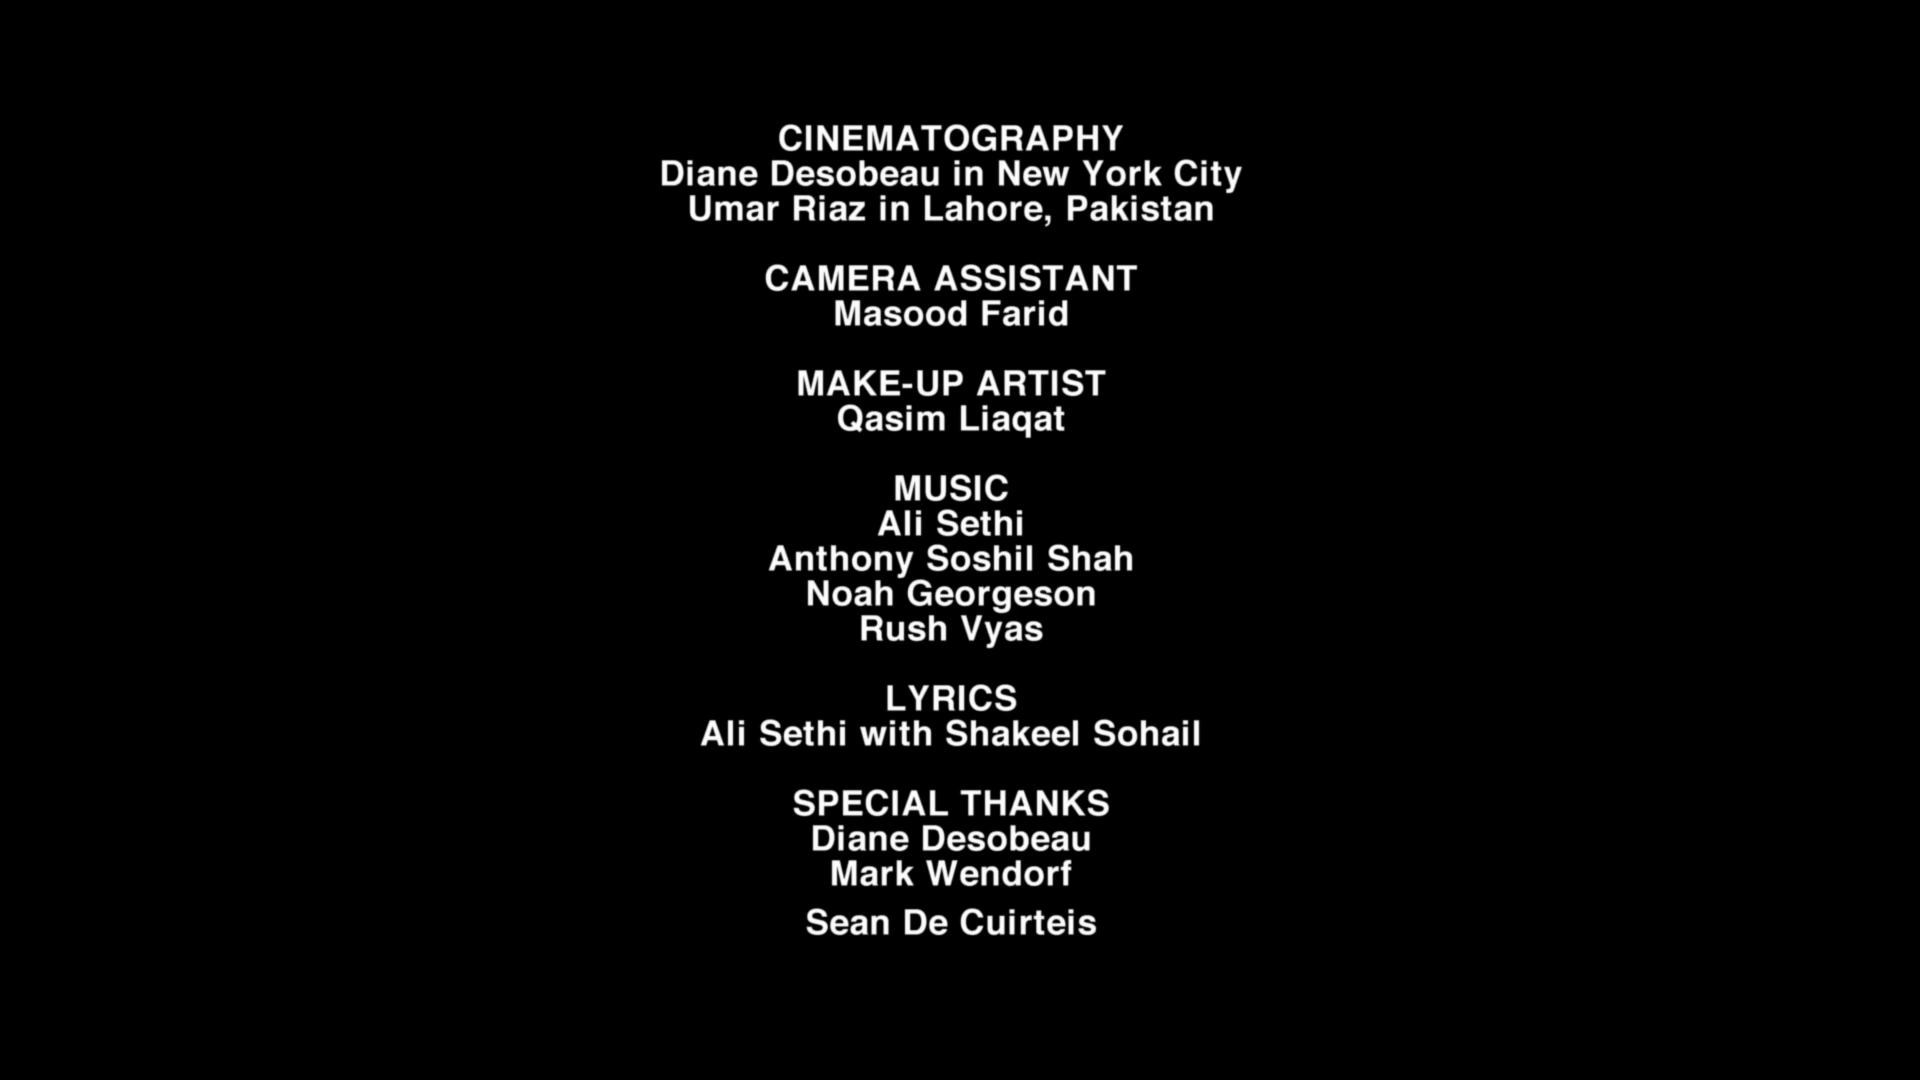 CINEMATOGRAPHY
Diane Desobeau in New York City
Umar Riaz in Lahore, Pakistan
CAMERA ASSISTANT
Masood Farid
MAKE-UP ARTIST
Qasim Liaqat
MUSIC
Ali Sethi
Anthony Soshil Shah
Noah Georgeson
Rush Vyas
LYRICS
Ali Sethi with Shakeel Sohail
SPECIAL THANKS
Diane Desobeau
Mark Wendorf
Sean De Cuirteis